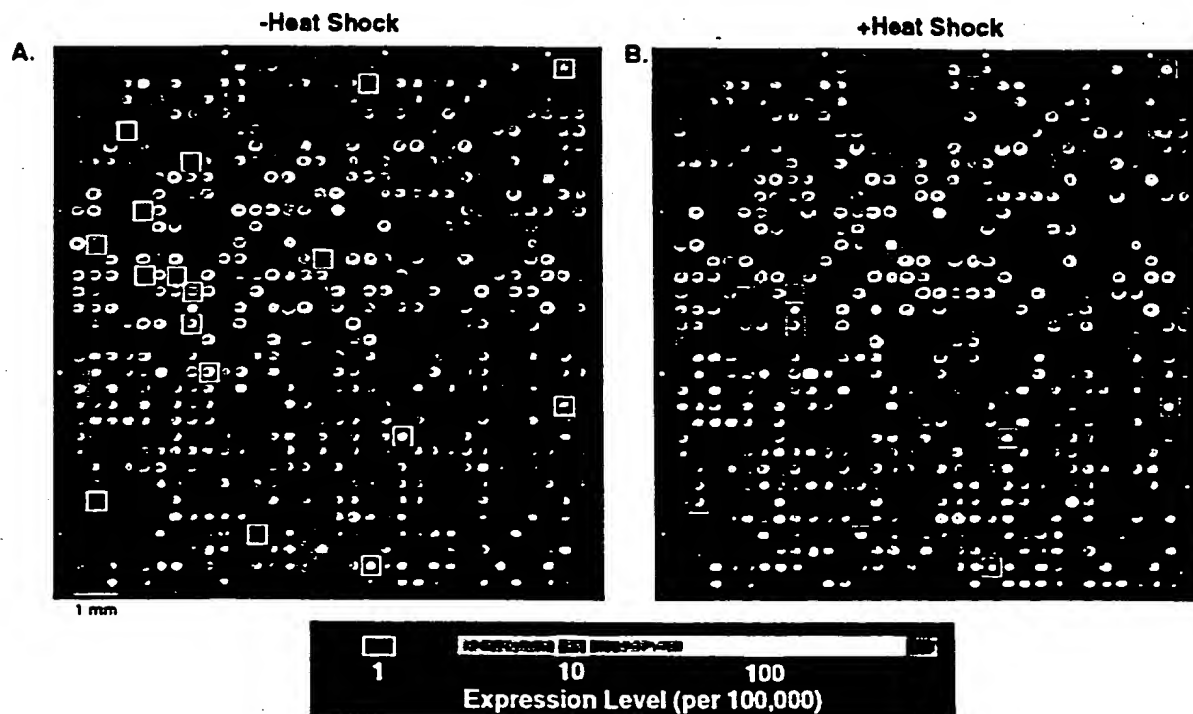 -Heat Shock
+Heat Shock
A.
B.
1 mm
1
10
100
Expression Level (per 100,000)